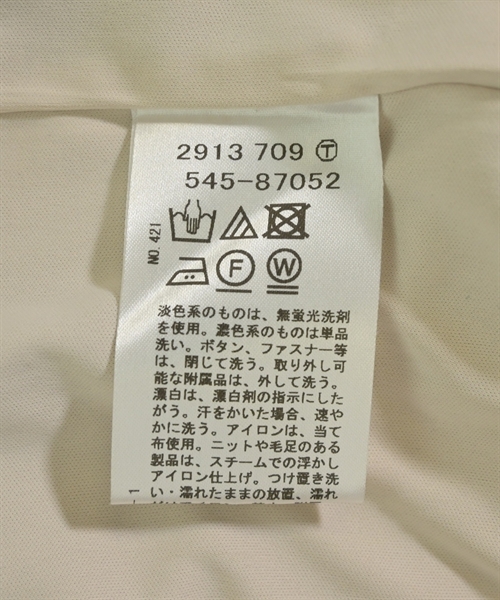 2913 709 Ⓣ
545-87052
NO.421
F
W
淡色系のものは、無蛍光洗剤
を使用。濃色系のものは単品
洗い。ボタン、ファスナー等
は、閉じて洗う。取り外し可
能な附属品は、外して洗う。
漂白は、漂白剤の指示にした
がう。汗をかいた場合、速や
かに洗う。アイロンは、当て
布使用。ニットや毛足のある
製品は、スチームでの浮かし
アイロン仕上げ。つけ置き洗
い・濡れたままの放置、濡れ